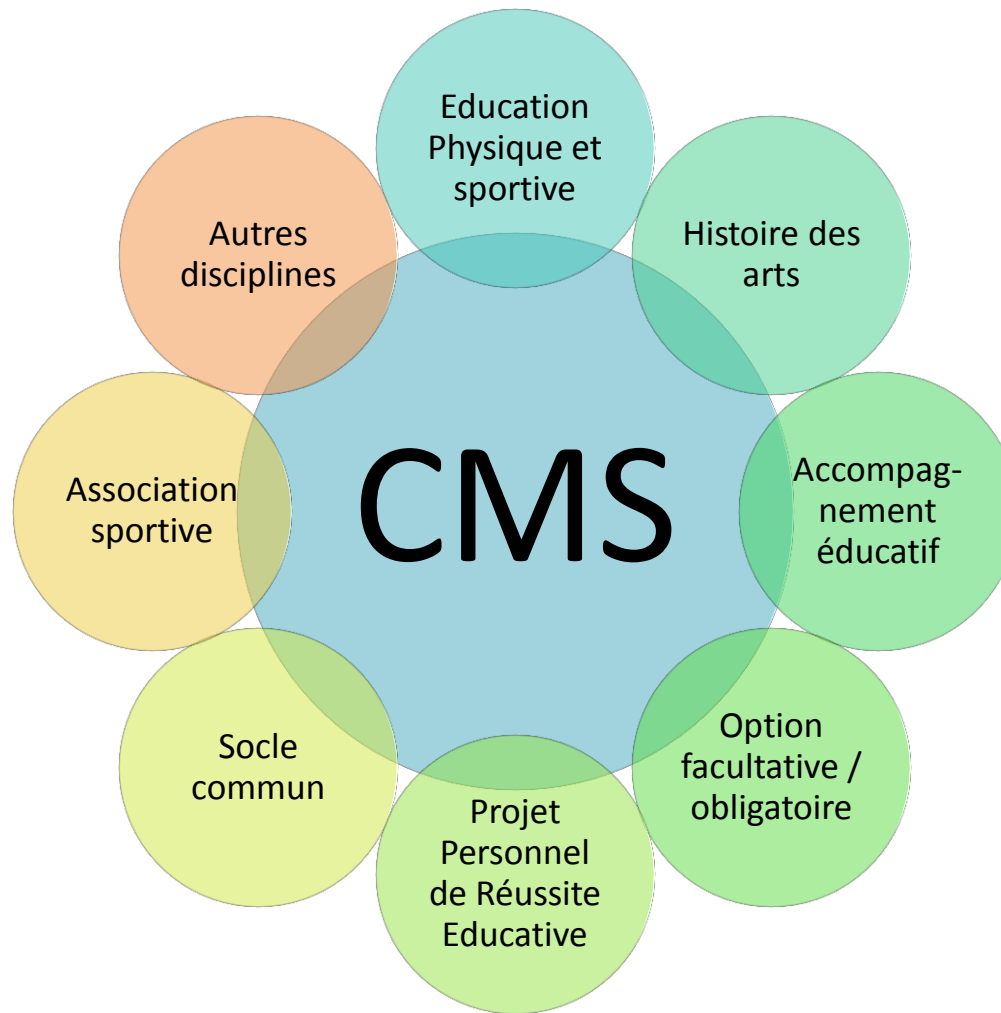 Education
Physique et
sportive
Histoire des
arts
Accompag-
nement
éducatif
Option
facultative /
obligatoire
Projet
Personnel
de Réussite
Educative
Socle
commun
Association
sportive
Autres
disciplines
CMS